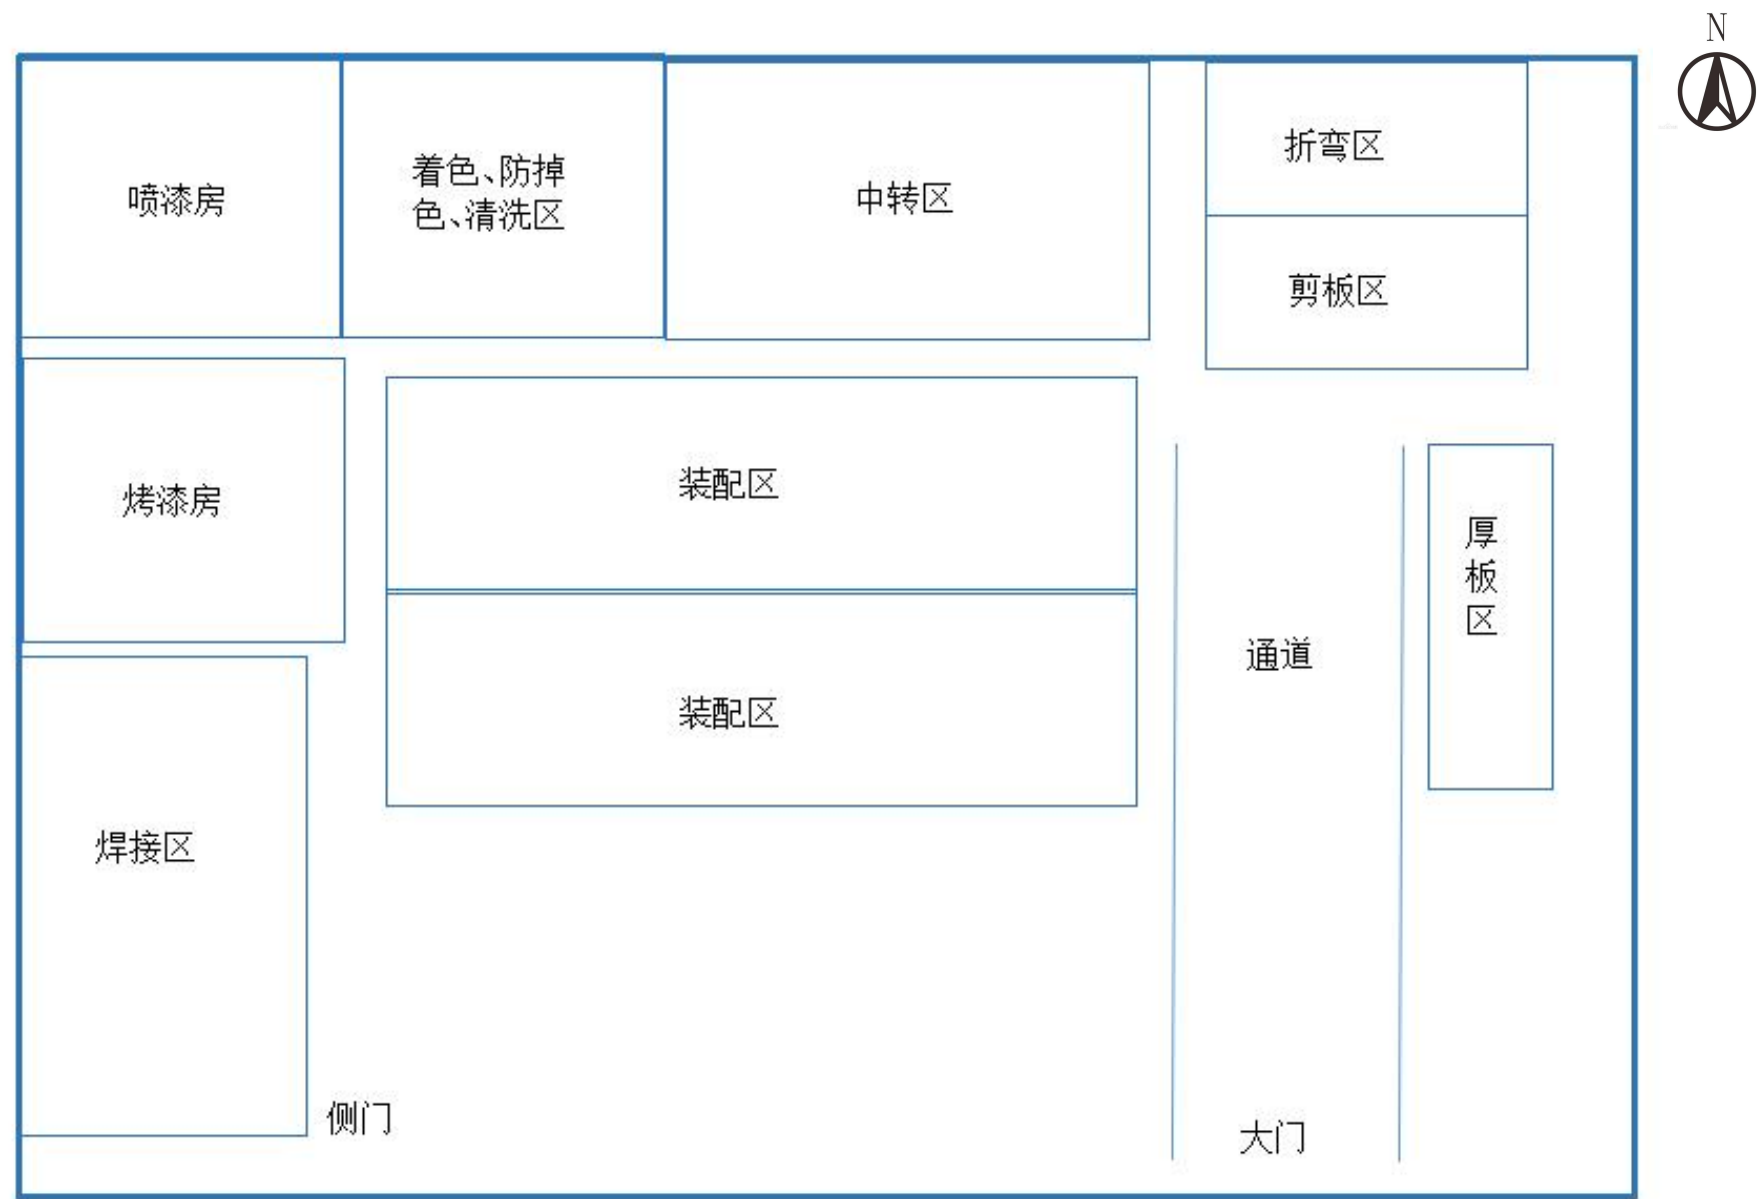 N
喷漆房
着色、防掉
色、清洗区
中转区
折弯区
剪板区
烤漆房
装配区
厚
板
区
通道
装配区
焊接区
侧门
大门